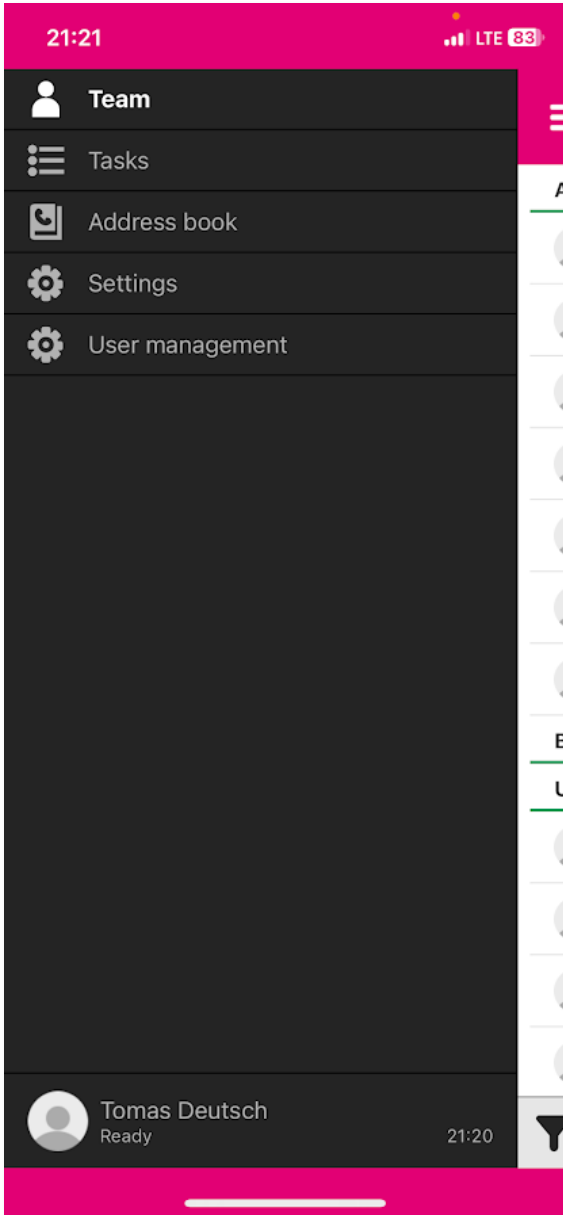 21:21
LTE 83
Team
Tasks
Address book
Settings
User management
A
B
U
Tomas Deutsch
Ready
21:20